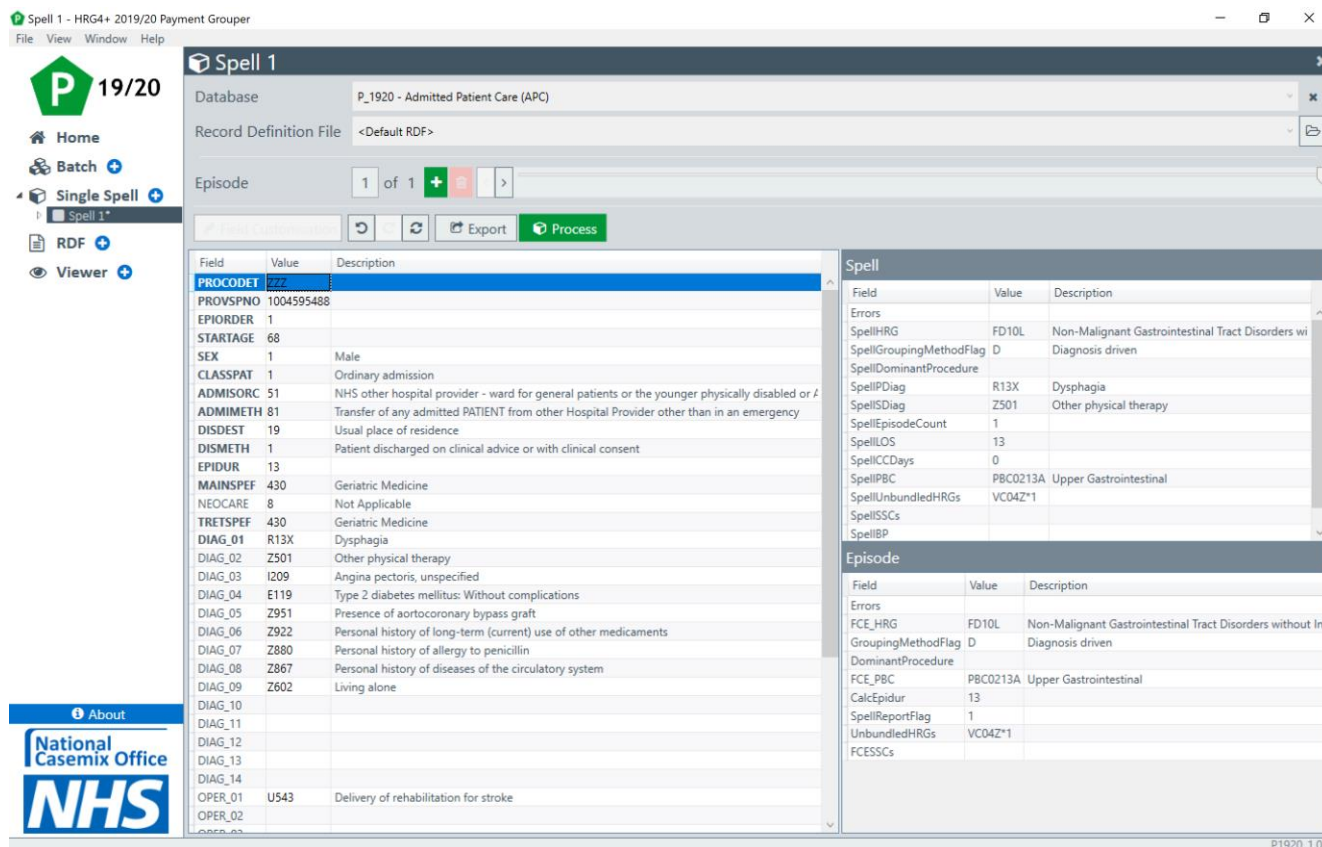 Spell 1 - HRG4+ 2019/20 Payment Grouper
File View Window Help
P 19/20
Home
Batch
Single Spell
Spell 1*
RDF
Viewer
About
National
Casemix Office
NHS
Spell 1
Database P_1920 - Admitted Patient Care (APC)
Record Definition File <Default RDF>
Episode 1 of 1
Export Process
Field Value Description
PROCODET ZZZ
PROVSPNO 1004595488
EPIORDER 1
STARTAGE 68
SEX 1 Male
CLASSPAT 1 Ordinary admission
ADMISORC 51 NHS other hospital provider - ward for general patients or the younger physically disabled or A
ADMIMETH 81 Transfer of any admitted PATIENT from other Hospital Provider other than in an emergency
DISDEST 19 Usual place of residence
DISMETH 1 Patient discharged on clinical advice or with clinical consent
EPIDUR 13
MAINSPEF 430 Geriatric Medicine
NEOCARE 8 Not Applicable
TRETSPEF 430 Geriatric Medicine
DIAG_01 R13X Dysphagia
DIAG_02 Z501 Other physical therapy
DIAG_03 I209 Angina pectoris, unspecified
DIAG_04 E119 Type 2 diabetes mellitus: Without complications
DIAG_05 Z951 Presence of aortocoronary bypass graft
DIAG_06 Z922 Personal history of long-term (current) use of other medicaments
DIAG_07 Z880 Personal history of allergy to penicillin
DIAG_08 Z867 Personal history of diseases of the circulatory system
DIAG_09 Z602 Living alone
DIAG_10
DIAG_11
DIAG_12
DIAG_13
DIAG_14
OPER_01 U543 Delivery of rehabilitation for stroke
OPER_02
Spell
Field Value Description
Errors
SpellHRG FD10L Non-Malignant Gastrointestinal Tract Disorders wi
SpellGroupingMethodFlag D Diagnosis driven
SpellDominantProcedure
SpellPDiag R13X Dysphagia
SpellSDiag Z501 Other physical therapy
SpellEpisodeCount 1
SpellLOS 13
SpellCCDays 0
SpellPBC PBC0213A Upper Gastrointestinal
SpellUnbundledHRGs VC04Z*1
SpellSSCs
SpellBP
Episode
Field Value Description
Errors
FCE_HRG FD10L Non-Malignant Gastrointestinal Tract Disorders without In
GroupingMethodFlag D Diagnosis driven
DominantProcedure
FCE_PBC PBC0213A Upper Gastrointestinal
CalcEpidur 13
SpellReportFlag 1
UnbundledHRGs VC04Z*1
FCESSCs